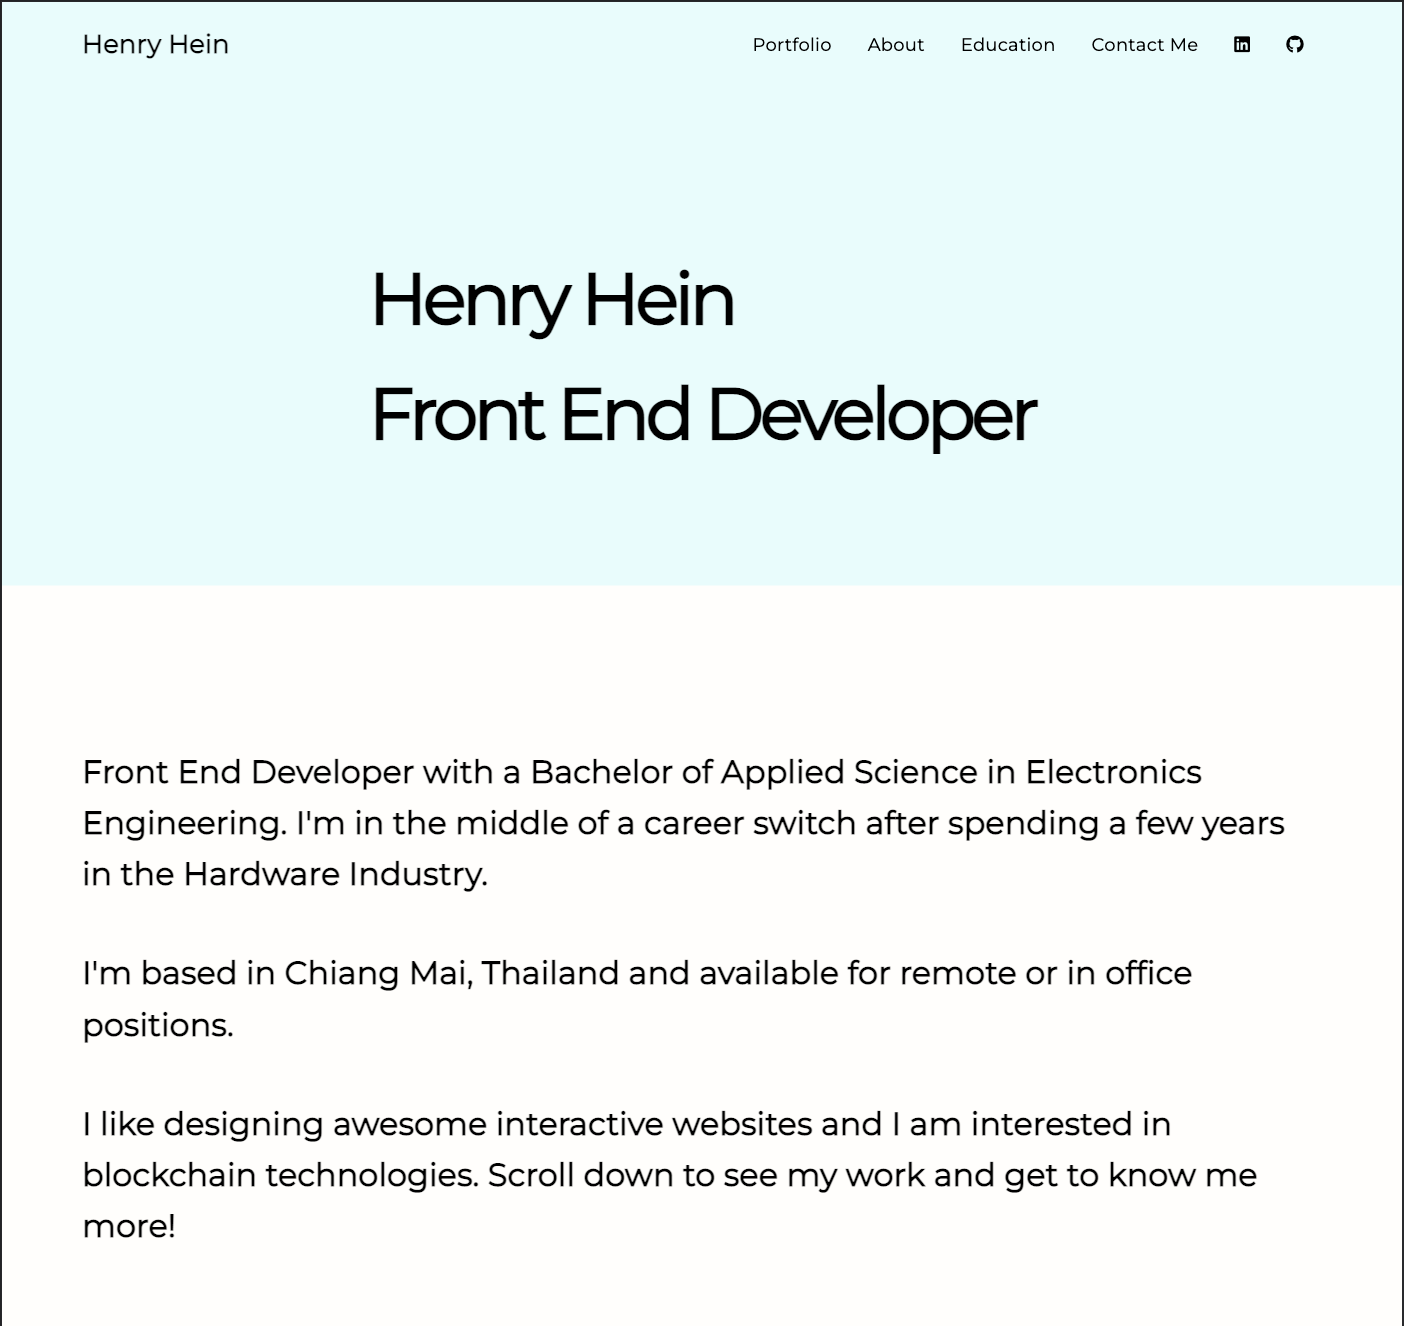 Henry Hein
Portfolio About Education Contact Me in
Henry Hein
Front End Developer
Front End Developer with a Bachelor of Applied Science in Electronics
Engineering. I'm in the middle of a career switch after spending a few years
in the Hardware Industry.
I'm based in Chiang Mai, Thailand and available for remote or in office
positions.
I like designing awesome interactive websites and I am interested in
blockchain technologies. Scroll down to see my work and get to know me
more!